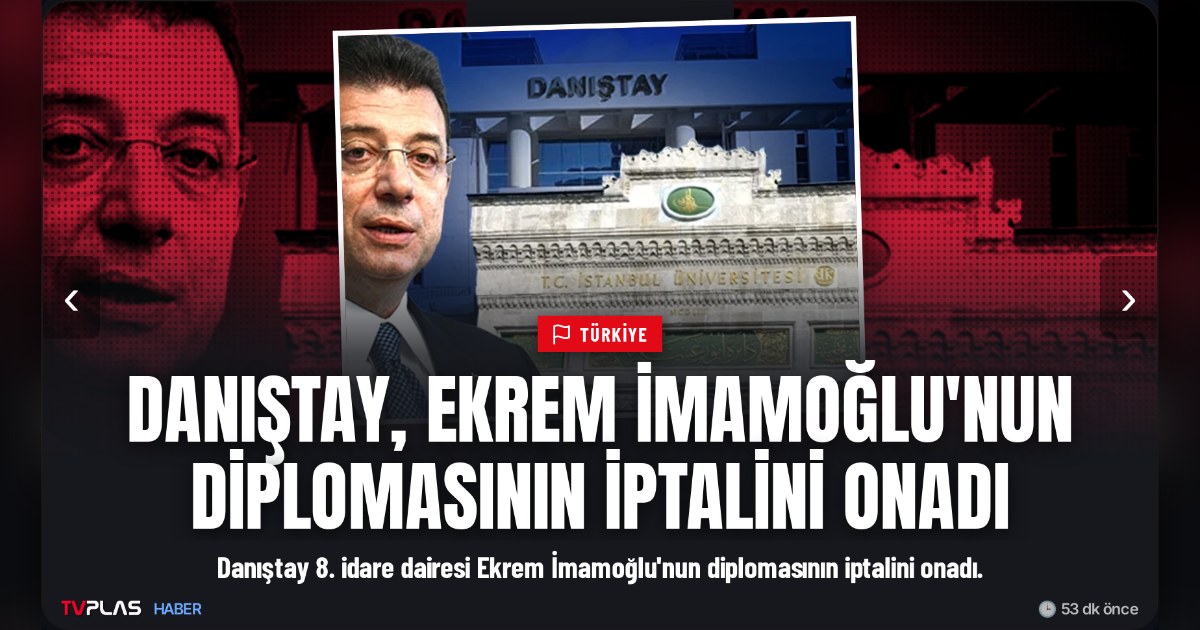 DANIŞTAY
T.C. İSTANBUL ÜNİVERSİTESİ
TÜRKİYE
DANIŞTAY, EKREM İMAMOĞLU'NUN
DİPLOMASININ İPTALİNİ ONADI
Danıştay 8. idare dairesi Ekrem İmamoğlu'nun diplomasının iptalini onadı.
TVPLAS HABER
53 dk önce